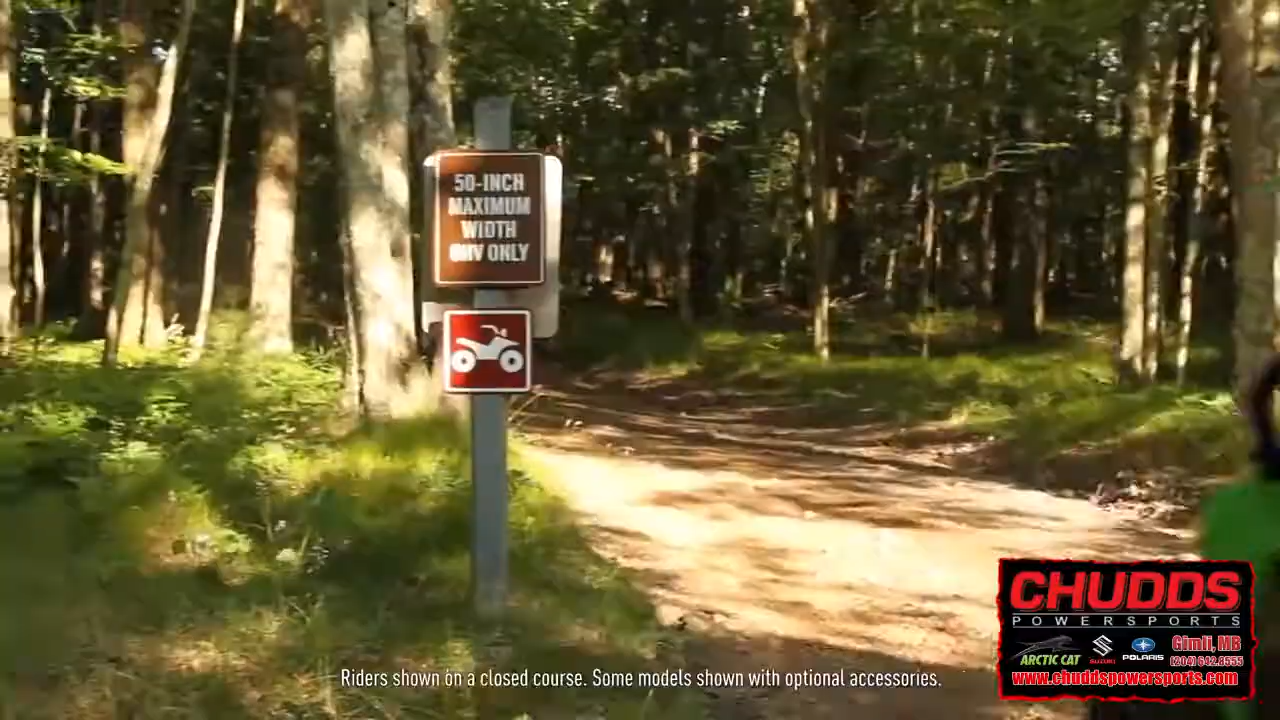 50-INCH
MAXIMUM
WIDTH
OHV ONLY
CHUDDS
POWERSPORTS
ARCTIC CAT
SUZUKI
POLARIS
Gimli, MB
(204) 642.8555
www.chuddspowersports.com
Riders shown on a closed course. Some models shown with optional accessories.